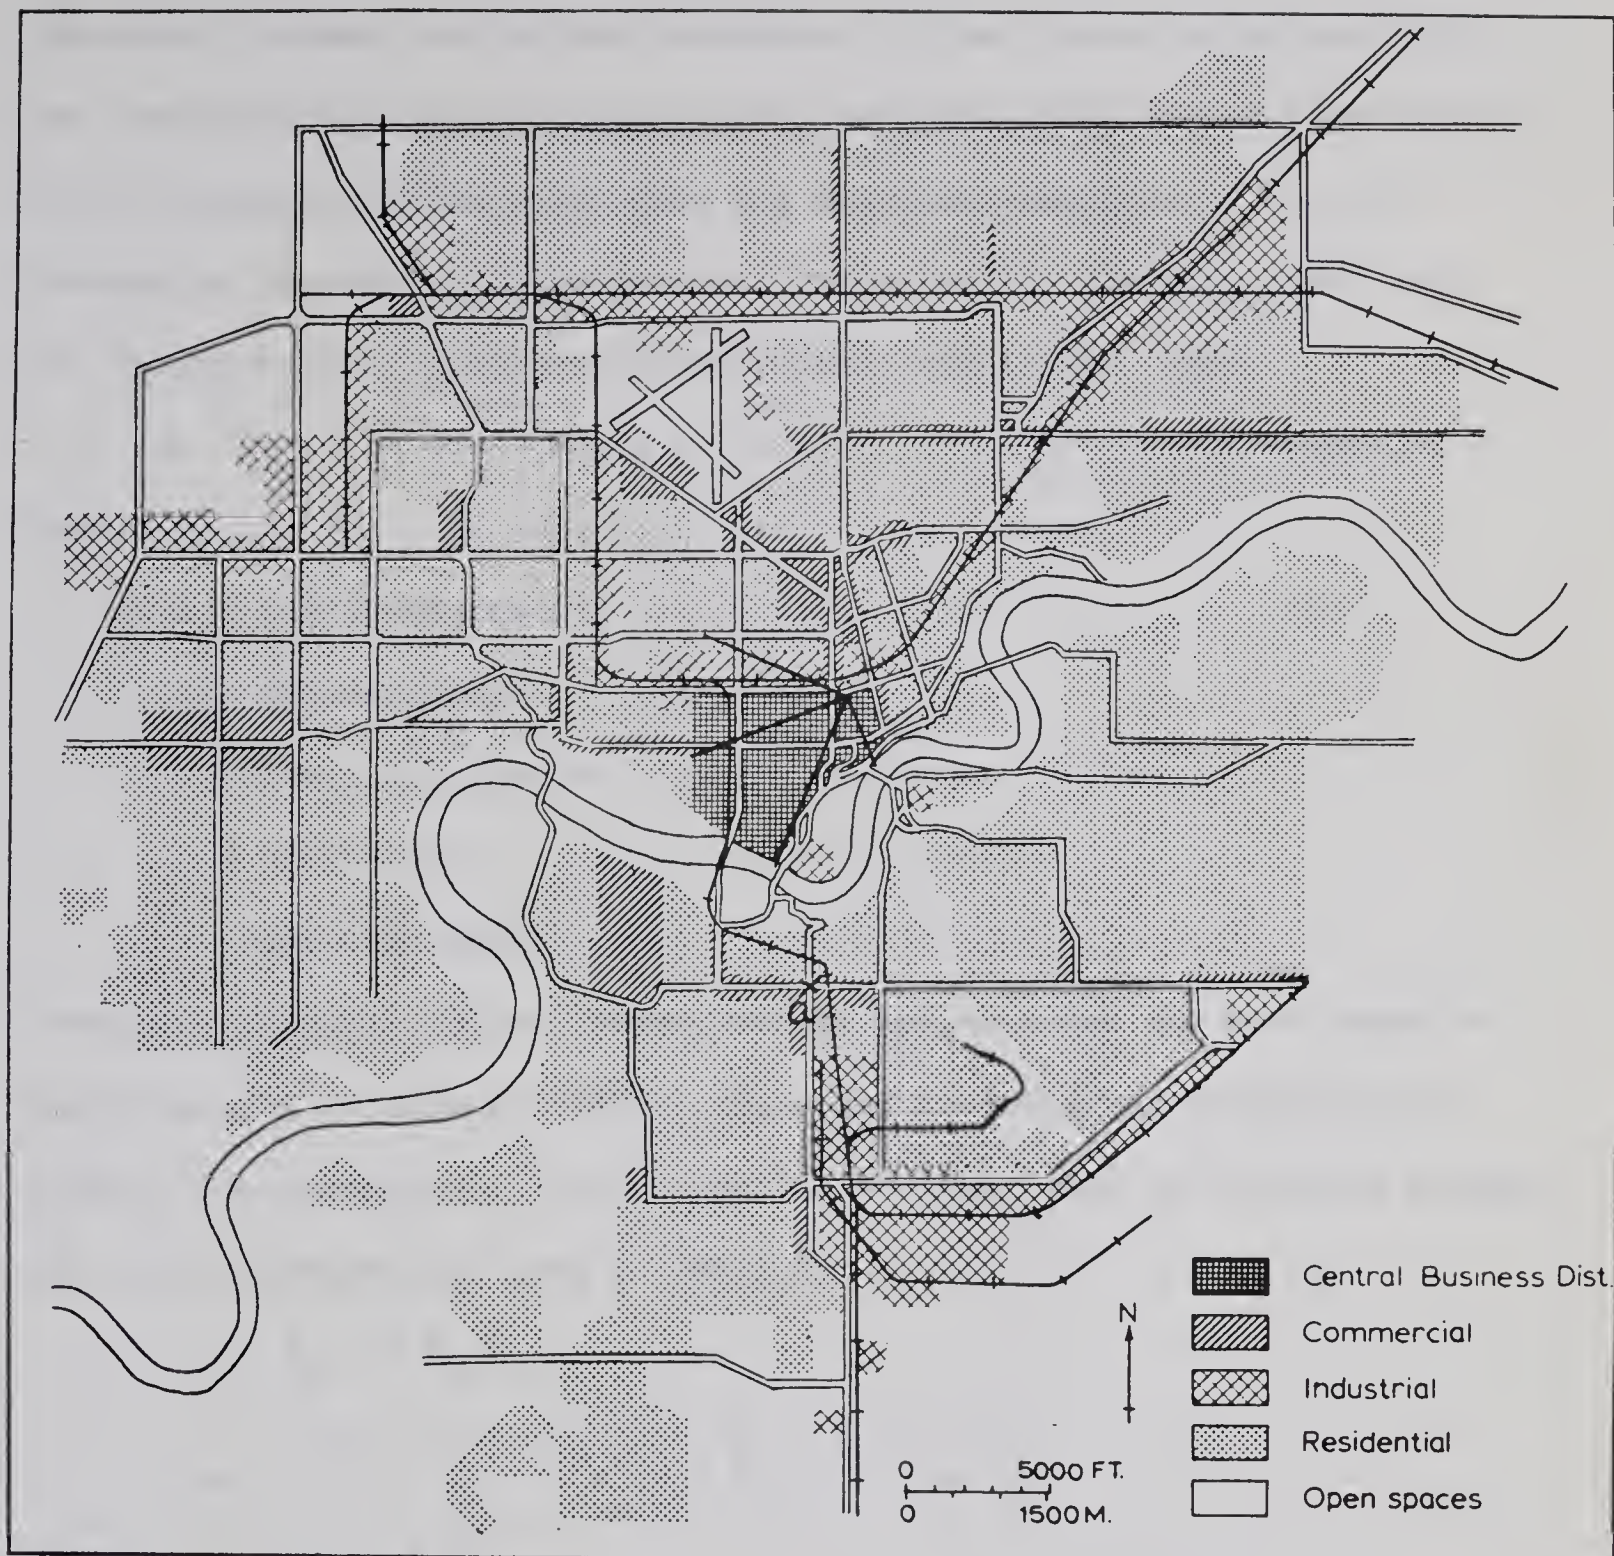 N
Central Business Dist.
Commercial
Industrial
Residential
Open spaces
0 5000 FT.
0 1500 M.